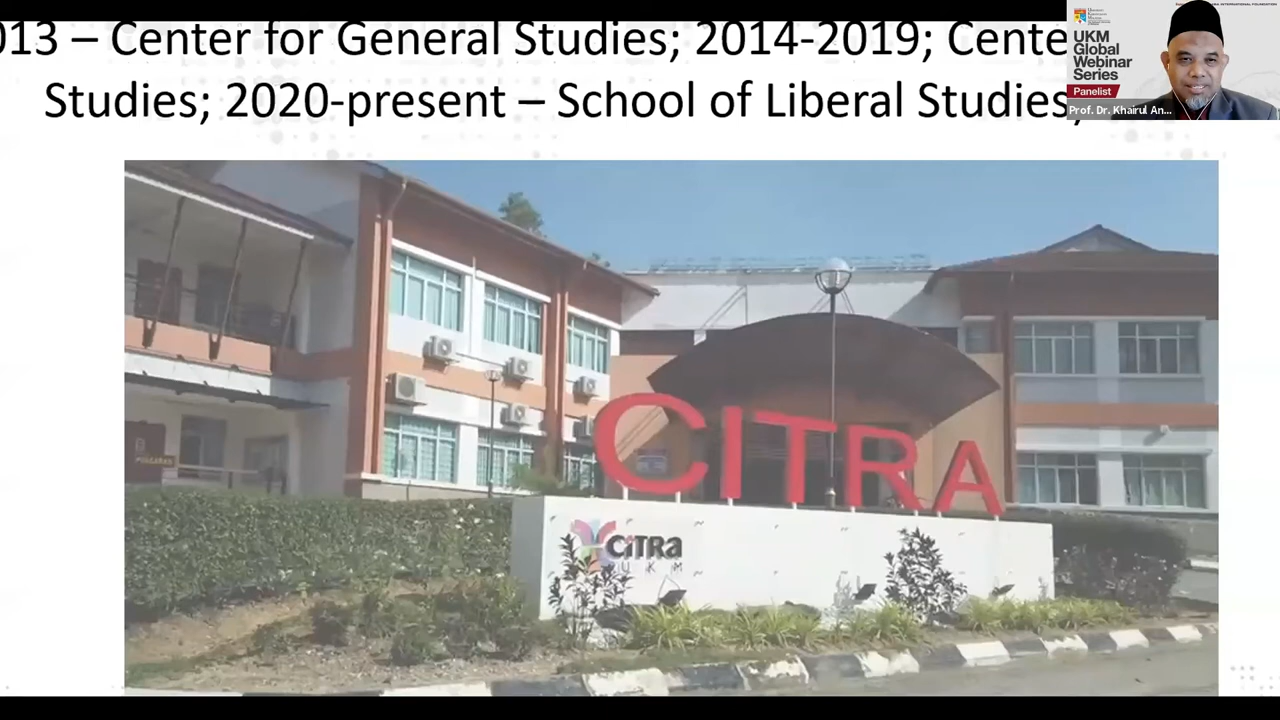 013 – Center for General Studies; 2014-2019; Cente
Studies; 2020-present – School of Liberal Studies;
UKM
Global
Webinar
Series
Panelist
Prof. Dr. Khairul An...
CITRA
CiTRa
UKM